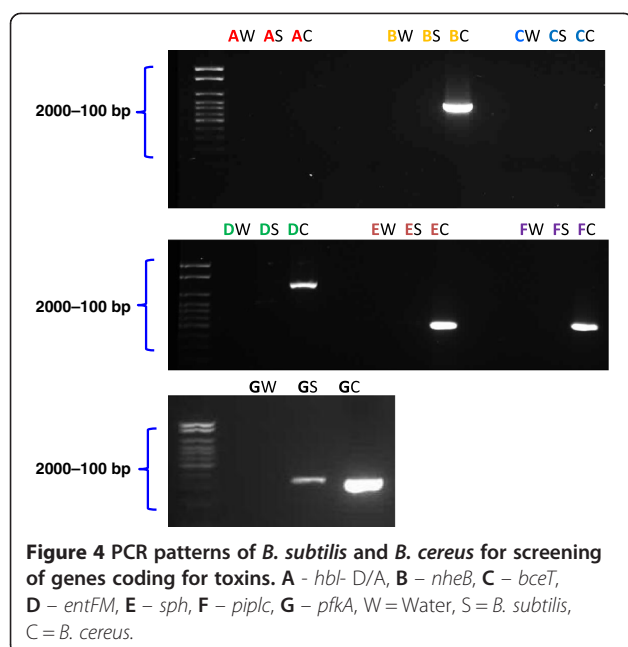 AW AS AC BW BS BC CW CS CC
2000–100 bp
DW DS DC EW ES EC FW FS FC
2000–100 bp
GW GS GC
2000–100 bp
Figure 4 PCR patterns of B. subtilis and B. cereus for screening
of genes coding for toxins. A - hbl- D/A, B – nheB, C – bceT,
D – entFM, E – sph, F – piplc, G – pfkA, W = Water, S = B. subtilis,
C = B. cereus.